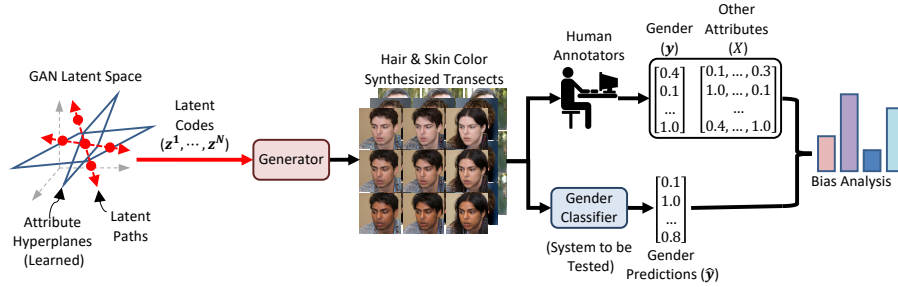 GAN Latent Space
Latent
Codes
(z¹, ⋯, zᴺ)
Attribute
Hyperplanes
(Learned)
Latent
Paths
Generator
Hair & Skin Color
Synthesized Transects
Human
Annotators
Gender
(y)
Other
Attributes
(X)
0.4
0.1
...
1.0
0.1, ... , 0.3
1.0, ... , 0.1
...
0.4, ... , 1.0
Gender
Classifier
(System to be
Tested)
0.1
1.0
...
0.8
Gender
Predictions (ŷ)
Bias Analysis